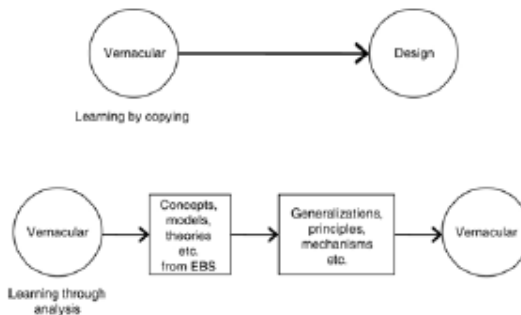 Vernacular
Design
Learning by copying
Vernacular
Concepts,
models,
theories
etc.
from EBS
Generalizations,
principles,
mechanisms
etc.
Vernacular
Learning through
analysis